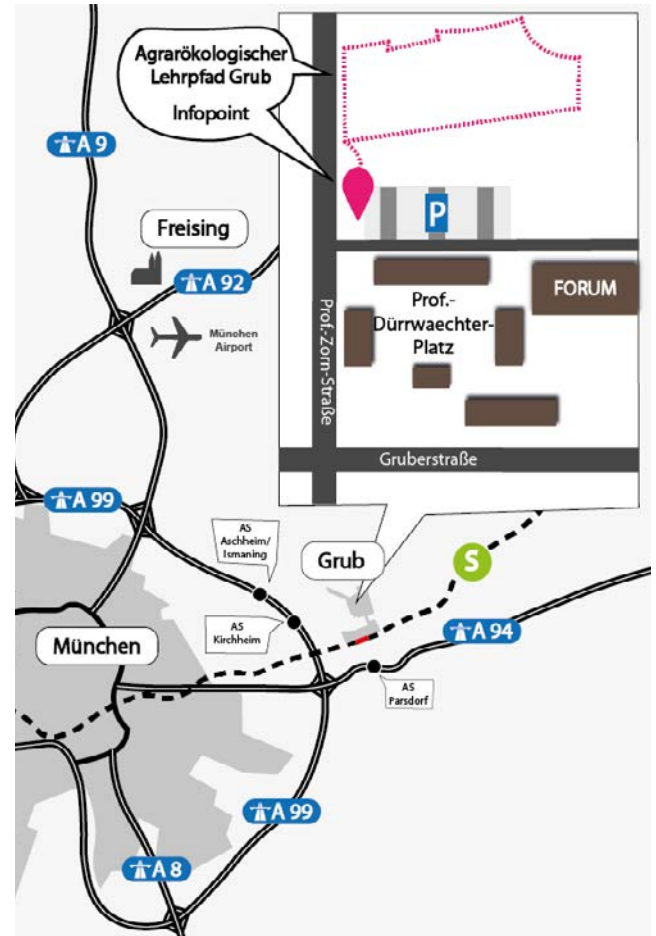 Agrarökologischer
Lehrpfad Grub
Infopoint
P
FORUM
Prof.-
Dürrwaechter-
Platz
Prof.-Zorn-Straße
Gruberstraße
A 9
Freising
A 92
München
Airport
A 99
AS
Aschheim/
Ismaning
Grub
S
AS
Kirchheim
München
A 94
AS
Parsdorf
A 99
A 8